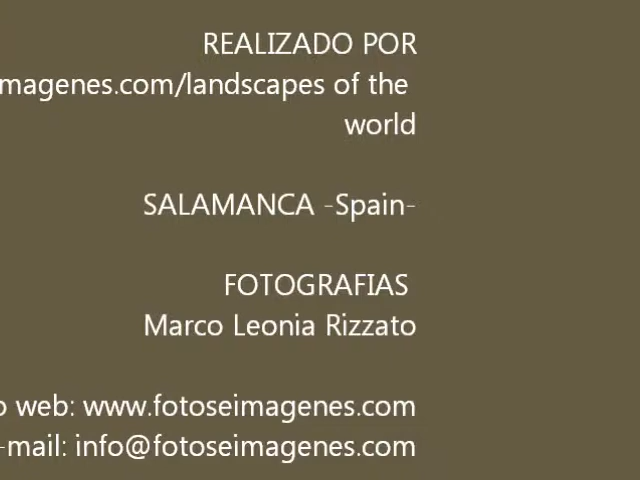 REALIZADO POR
magenes.com/landscapes of the
world
SALAMANCA -Spain-
FOTOGRAFIAS
Marco Leonia Rizzato
o web: www.fotoseimagenes.com
-mail: info@fotoseimagenes.com